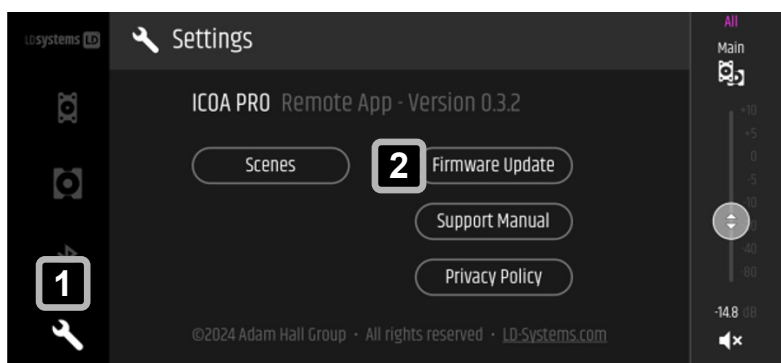 LDsystems LD
Settings
All
Main
ICOA PRO Remote App - Version 0.3.2
+10
+5
0
-5
-10
-40
-80
Scenes
2
Firmware Update
Support Manual
Privacy Policy
1
-14.8 dB
©2024 Adam Hall Group • All rights reserved • LD-Systems.com